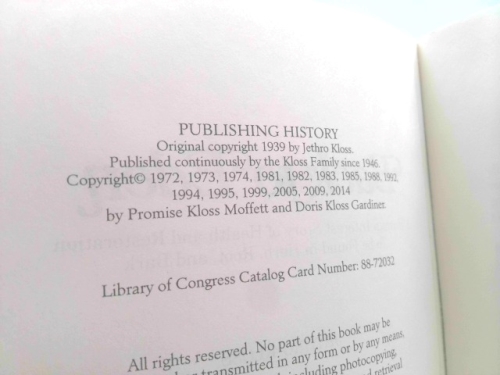 PUBLISHING HISTORY
Original copyright 1939 by Jethro Kloss.
Published continuously by the Kloss Family since 1946.
Copyright© 1972, 1973, 1974, 1981, 1982, 1983, 1985, 1988, 1992,
1994, 1995, 1999, 2005, 2009, 2014
by Promise Kloss Moffett and Doris Kloss Gardiner.
Library of Congress Catalog Card Number: 88-72032
All rights reserved. No part of this book may be
transmitted in any form or by any means,
including photocopying,
retrieval